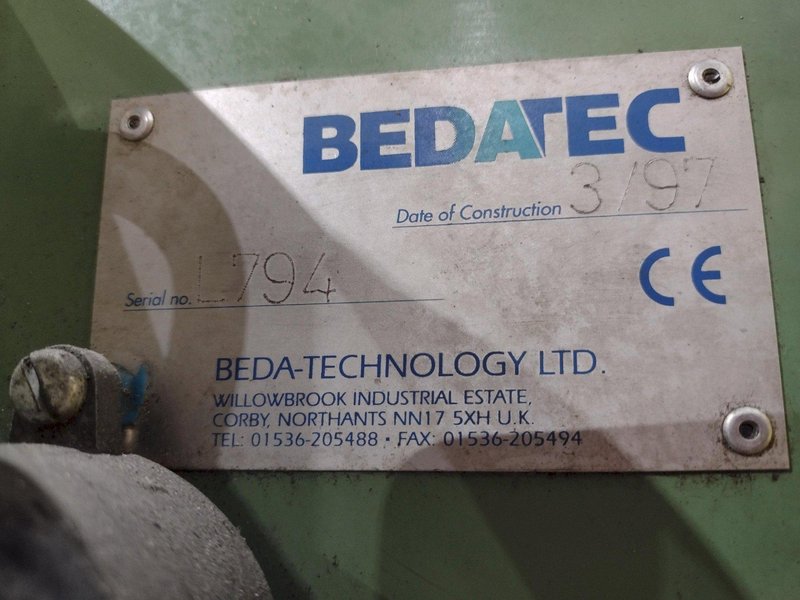 BEDATEC
Date of Construction 3/97
Serial no. L794
CE
BEDA-TECHNOLOGY LTD.
WILLOWBROOK INDUSTRIAL ESTATE,
CORBY, NORTHANTS NN17 5XH U.K.
TEL: 01536-205488 • FAX: 01536-205494